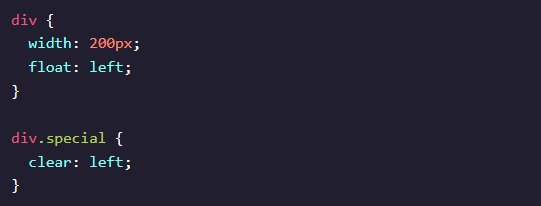 div {
  width: 200px;
  float: left;
}

div.special {
  clear: left;
}